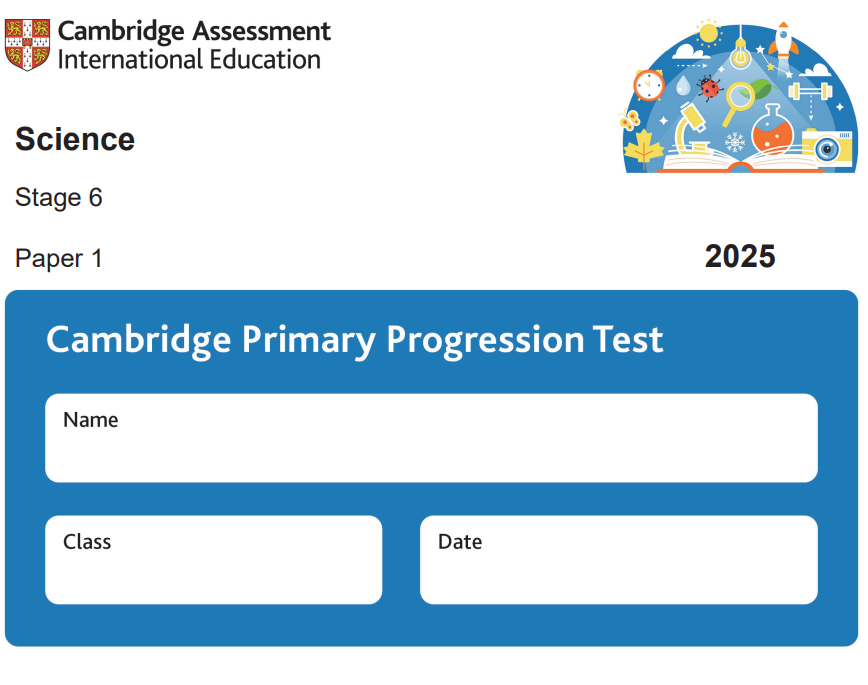 Cambridge Assessment
International Education
Science
Stage 6
Paper 1
2025
Cambridge Primary Progression Test
Name
Class
Date